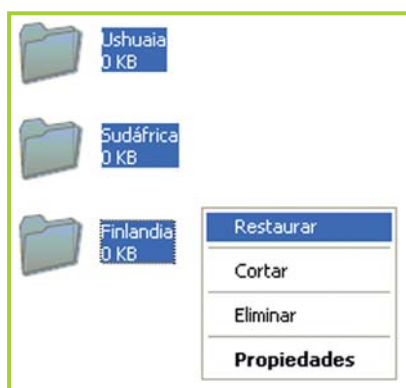 Ushuaia
0 KB
Sudáfrica
0 KB
Finlandia
0 KB
Restaurar
Cortar
Eliminar
Propiedades